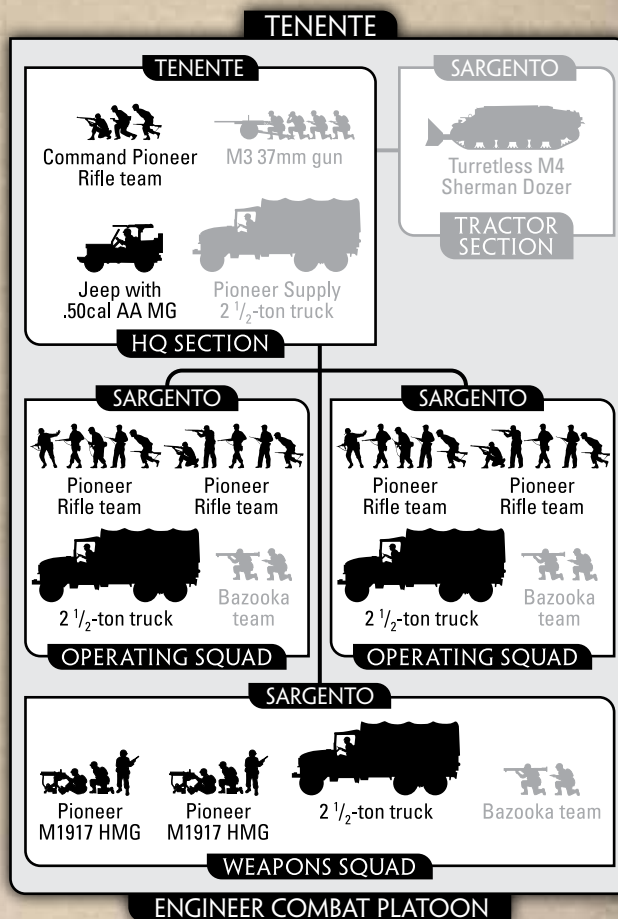 TENENTE
TENENTE
Command Pioneer
Rifle team
M3 37mm gun
Jeep with
.50cal AA MG
Pioneer Supply
2 1/2-ton truck
HQ SECTION
SARGENTO
Turretless M4
Sherman Dozer
TRACTOR
SECTION
SARGENTO
Pioneer
Rifle team
Pioneer
Rifle team
2 1/2-ton truck
Bazooka
team
OPERATING SQUAD
SARGENTO
Pioneer
Rifle team
Pioneer
Rifle team
2 1/2-ton truck
Bazooka
team
OPERATING SQUAD
SARGENTO
Pioneer
M1917 HMG
Pioneer
M1917 HMG
2 1/2-ton truck
Bazooka team
WEAPONS SQUAD
ENGINEER COMBAT PLATOON